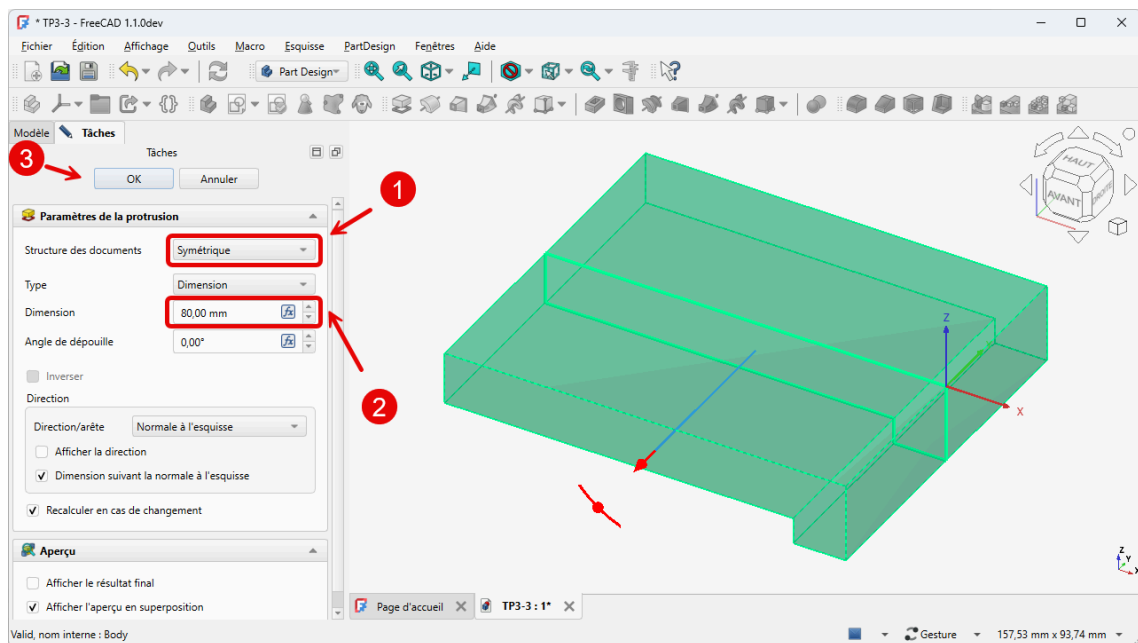 * TP3-3 - FreeCAD 1.1.0dev
Fichier Édition Affichage Outils Macro Esquisse PartDesign Fenêtres Aide
Part Design
Modèle Tâches
Tâches
3
OK Annuler
1
Paramètres de la protrusion
Structure des documents Symétrique
Type Dimension
Dimension 80,00 mm
Angle de dépouille 0,00°
2
Inverser
Direction
Direction/arête Normale à l'esquisse
Afficher la direction
Dimension suivant la normale à l'esquisse
Recalculer en cas de changement
Aperçu
Afficher le résultat final
Afficher l'aperçu en superposition
HAUT
AVANT
DROITE
Z
X
Z
Y
X
Page d'accueil TP3-3 : 1*
Valid, nom interne : Body Gesture 157,53 mm x 93,74 mm